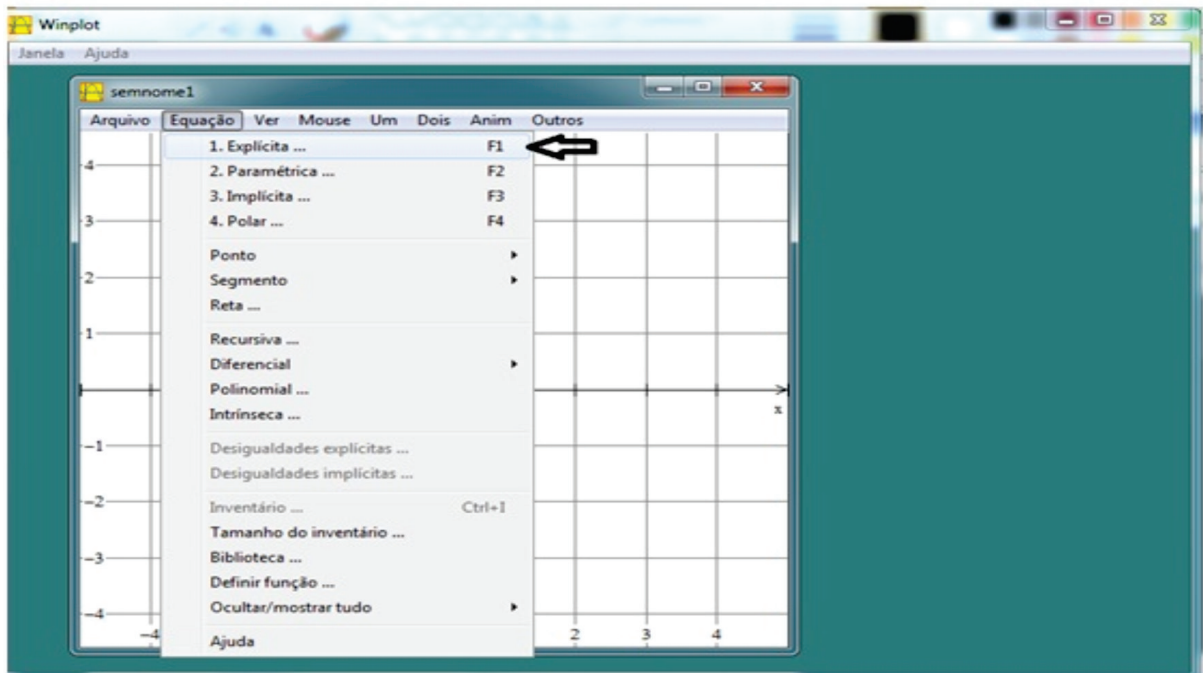 Winplot
Janela Ajuda
semnome1
Arquivo Equação Ver Mouse Um Dois Anim Outros
1. Explícita ... F1
2. Paramétrica ... F2
3. Implícita ... F3
4. Polar ... F4
Ponto
Segmento
Reta ...
Recursiva ...
Diferencial
Polinomial ...
Intrínseca ...
Desigualdades explícitas ...
Desigualdades implícitas ...
Inventário ... Ctrl+I
Tamanho do inventário ...
Biblioteca ...
Definir função ...
Ocultar/mostrar tudo
Ajuda
4
3
2
1
x
-1
-2
-3
-4
-4 2 3 4